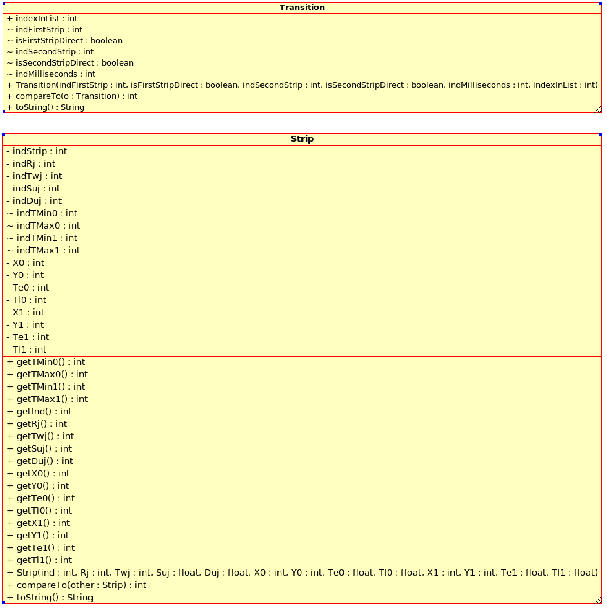 Transition
+ indexInList : int
~ indFirstStrip : int
~ isFirstStripDirect : boolean
~ indSecondStrip : int
~ isSecondStripDirect : boolean
~ indMilliseconds : int
+ Transition(indFirstStrip : int, isFirstStripDirect : boolean, indSecondStrip : int, isSecondStripDirect : boolean, indMilliseconds : int, indexInList : int)
+ compareTo(o : Transition) : int
+ toString() : String
Strip
- indStrip : int
- indRj : int
- indTwj : int
- indSuj : int
- indDuj : int
~ indTMin0 : int
~ indTMax0 : int
~ indTMin1 : int
~ indTMax1 : int
- X0 : int
- Y0 : int
- Te0 : int
- Tl0 : int
- X1 : int
- Y1 : int
- Te1 : int
- Tl1 : int
+ getTMin0() : int
+ getTMax0() : int
+ getTMin1() : int
+ getTMax1() : int
+ getInd() : int
+ getRj() : int
+ getTwj() : int
+ getSuj() : int
+ getDuj() : int
+ getX0() : int
+ getY0() : int
+ getTe0() : int
+ getTl0() : int
+ getX1() : int
+ getY1() : int
+ getTe1() : int
+ getTl1() : int
+ Strip(ind : int, Rj : int, Twj : int, Suj : float, Duj : float, X0 : int, Y0 : int, Te0 : float, Tl0 : float, X1 : int, Y1 : int, Te1 : float, Tl1 : float)
+ compareTo(other : Strip) : int
+ toString() : String